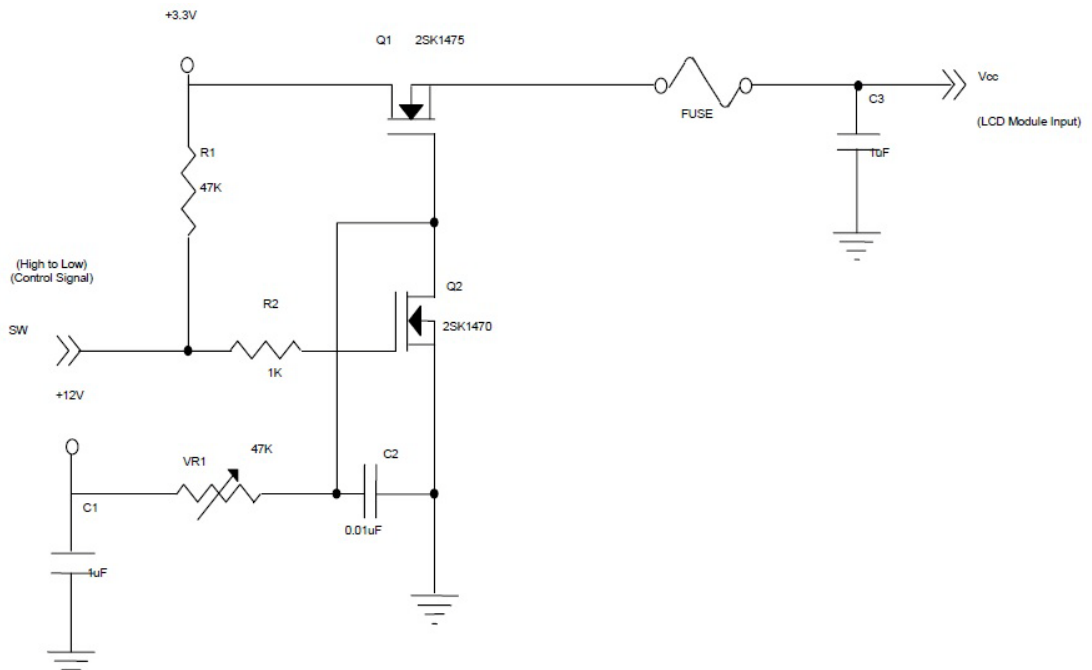 +3.3V
Q1 2SK1475
Vcc
FUSE
C3
(LCD Module Input)
1uF
R1
47K
(High to Low)
(Control Signal)
Q2
R2
2SK1470
SW
1K
+12V
47K
C2
VR1
C1
0.01uF
1uF